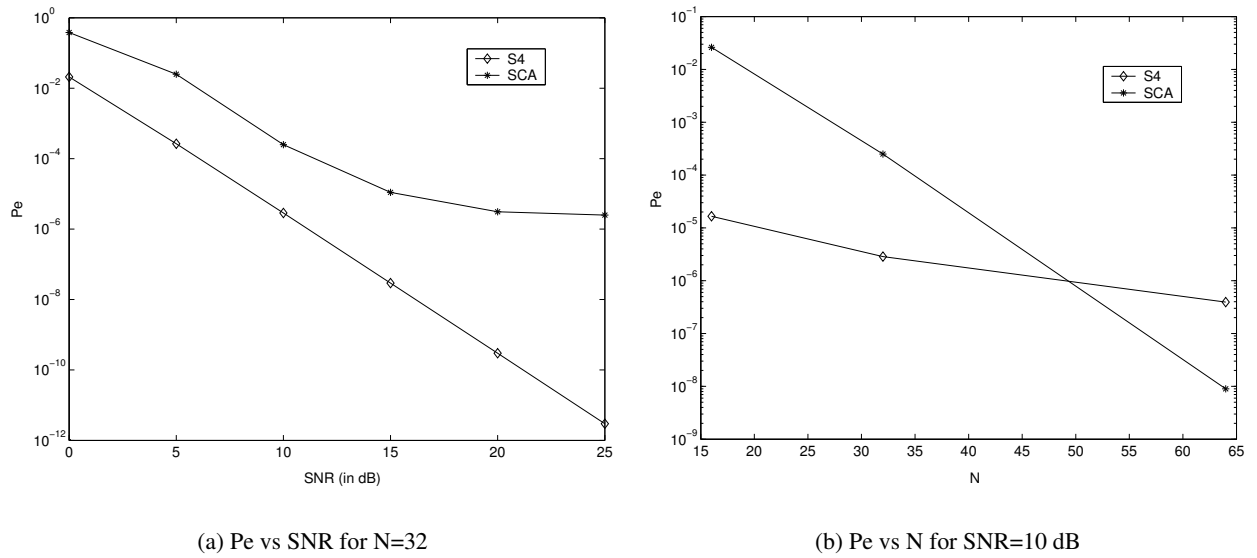 10^0
10^-2
10^-4
10^-6
10^-8
10^-10
10^-12
Pe
0 5 10 15 20 25
SNR (in dB)
S4
SCA
(a) Pe vs SNR for N=32
10^-1
10^-2
10^-3
10^-4
10^-5
10^-6
10^-7
10^-8
10^-9
Pe
15 20 25 30 35 40 45 50 55 60 65
N
S4
SCA
(b) Pe vs N for SNR=10 dB